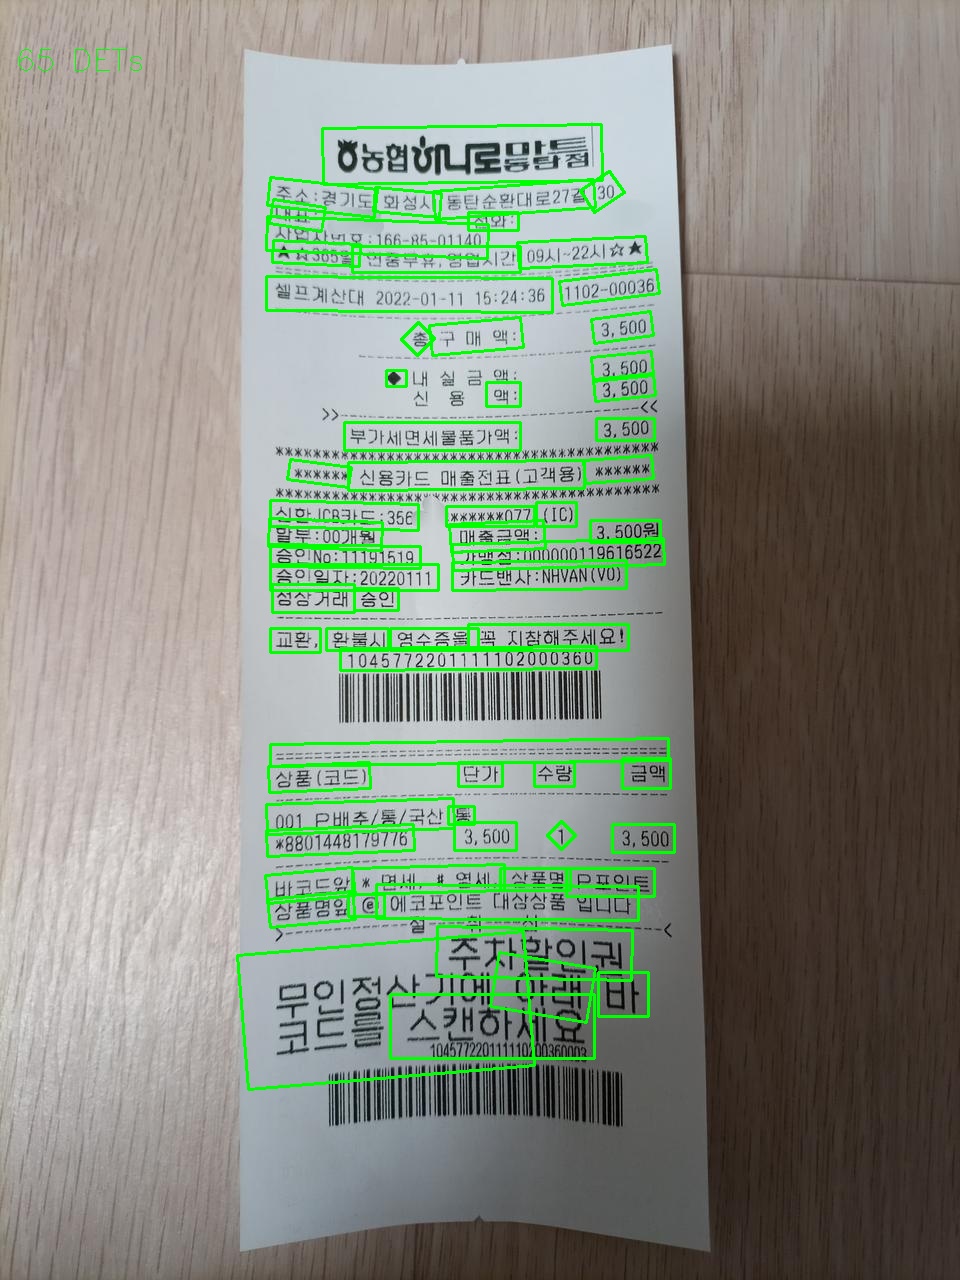 65 DETs
농협하나로마트 동탄점
주소:경기도 화성시 동탄순환대로27길 30
대표: 전화:
사업자번호:166-85-01140
★☆365일 연중무휴,영업시간 09시~22시☆★
셀프계산대 2022-01-11 15:24:36 1102-00036
총 구 매 액: 3,500
◆ 내 실 금 액: 3,500
신 용 액: 3,500
>>------------------------<<
부가세면세물품가액: 3,500
****** 신용카드 매출전표(고객용) ******
신한JCB카드:356 ******077 (IC)
할부:00개월 매출금액: 3,500원
승인No:11191519 가맹점:0000000119616522
승인일자:20220111 카드밴사:NHVAN(VO)
정상거래 승인
교환, 환불시 영수증을 꼭 지참해주세요!
1045772201111102000360
상품(코드) 단가 수량 금액
001 P배추/통/국산 통
*8801448179776 3,500 1 3,500
바코드앞 * 면세, # 영세, 상품명 P포인트
상품명앞 @ 에코포인트 대상상품 입니다
>------절 취 선------<
주차할인권
무인정산기에 아래 바
코드를 스캔하세요